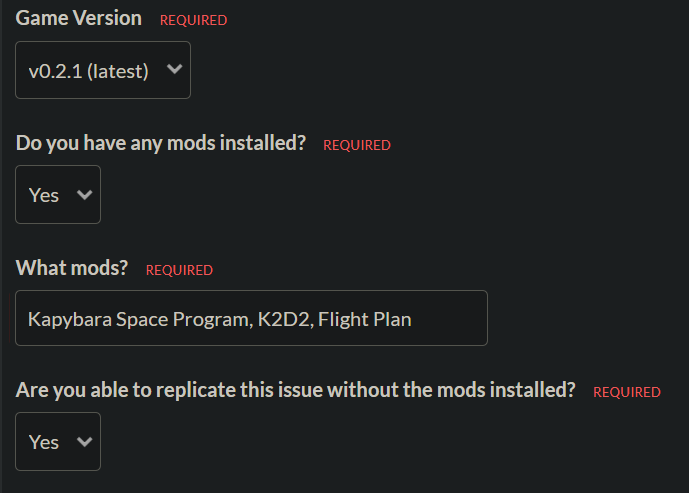 Game Version REQUIRED
v0.2.1 (latest)
Do you have any mods installed? REQUIRED
Yes
What mods? REQUIRED
Kapybara Space Program, K2D2, Flight Plan
Are you able to replicate this issue without the mods installed? REQUIRED
Yes